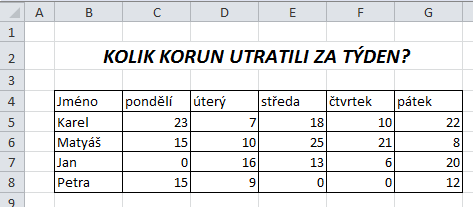 A B C D E F G
1
2 KOLIK KORUN UTRATILI ZA TÝDEN?
3
4 Jméno pondělí úterý středa čtvrtek pátek
5 Karel 23 7 18 10 22
6 Matyáš 15 10 25 21 8
7 Jan 0 16 13 6 20
8 Petra 15 9 0 0 12
9